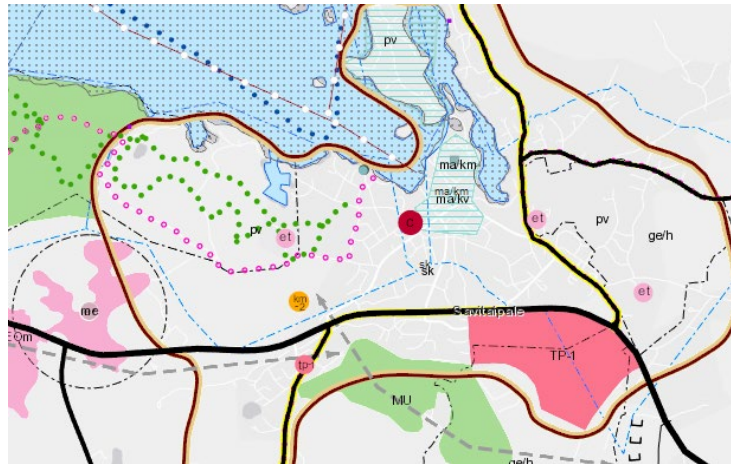 pv
ma/km
ma/km
ma/kv
c
et
pv
et
pv
ge/h
sk
sk
et
km
-2
me
Savitaipale
EOm
tp-1
TP-1
MU
ge/h